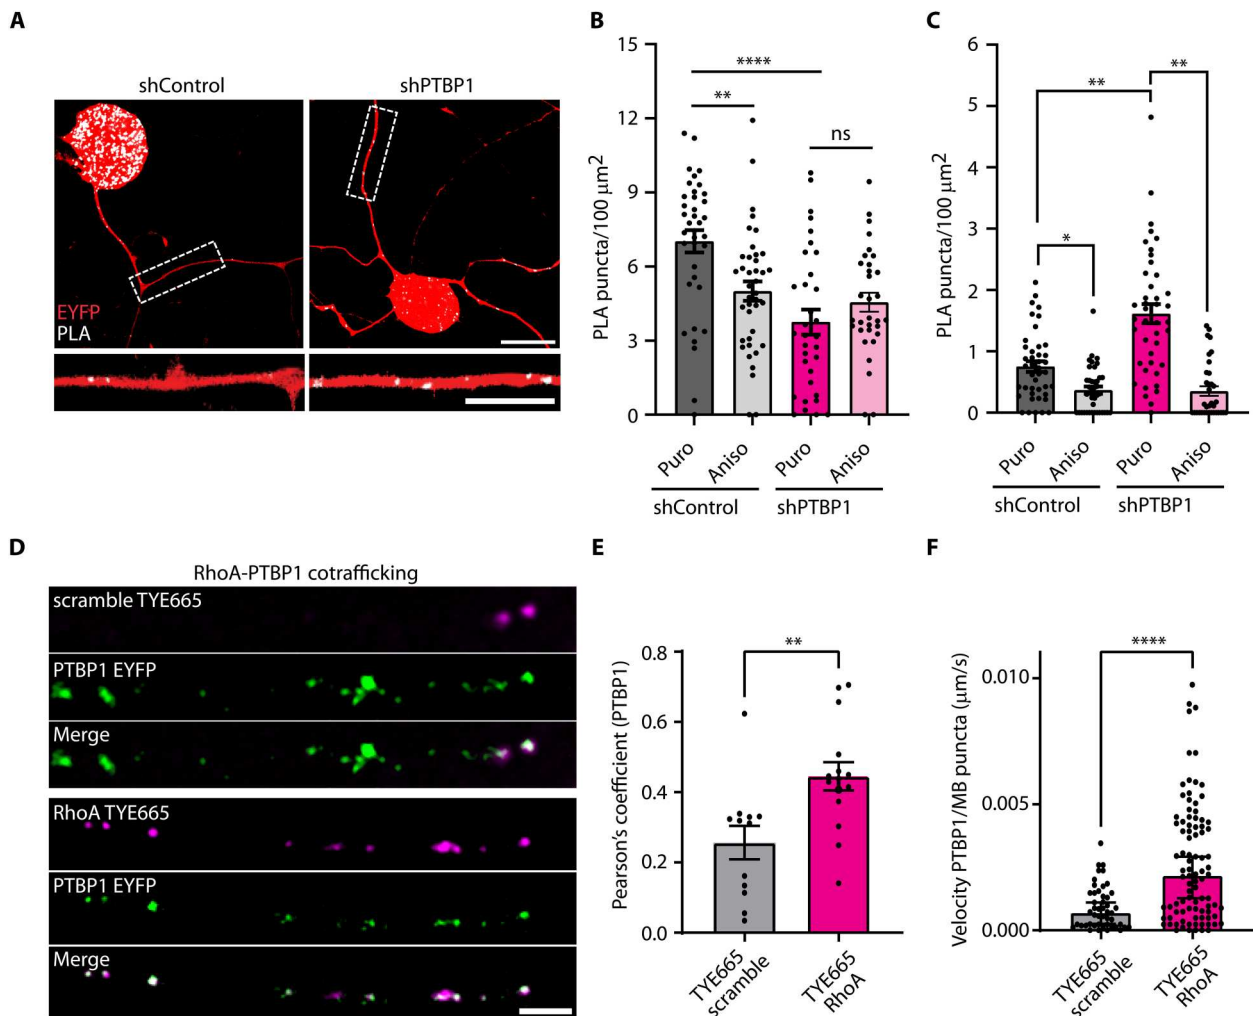 A
shControl
shPTBP1
EYFP
PLA
B
PLA puncta/100 μm²
15
12
9
6
3
0
****
**
ns
Puro
Aniso
Puro
Aniso
shControl
shPTBP1
C
PLA puncta/100 μm²
6
5
4
3
2
1
0
**
**
*
Puro
Aniso
Puro
Aniso
shControl
shPTBP1
D
RhoA-PTBP1 cotrafficking
scramble TYE665
PTBP1 EYFP
Merge
RhoA TYE665
PTBP1 EYFP
Merge
E
Pearson's coefficient (PTBP1)
0.8
0.6
0.4
0.2
0.0
**
TYE665
scramble
TYE665
RhoA
F
Velocity PTBP1/MB puncta (μm/s)
0.010
0.005
0.000
****
TYE665
scramble
TYE665
RhoA